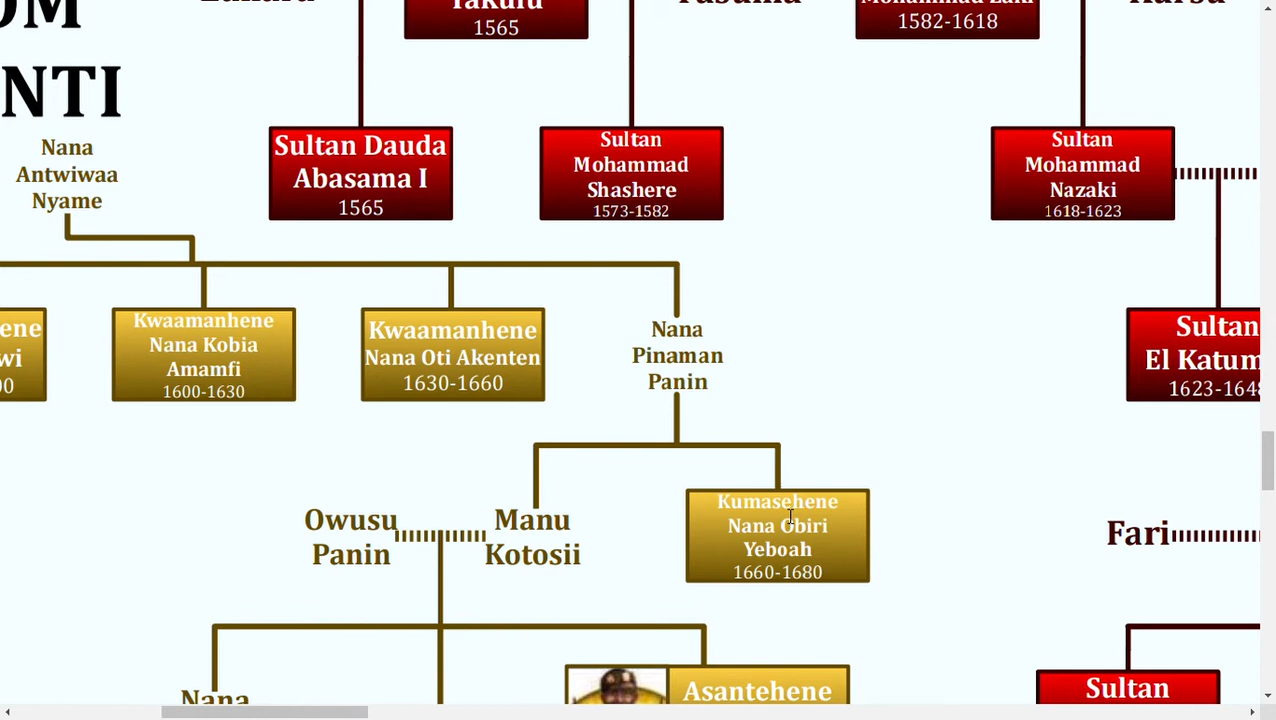 NTI
1565
1582-1618
Nana
Antwiwaa
Nyame
Sultan Dauda
Abasama I
1565
Sultan
Mohammad
Shashere
1573-1582
Sultan
Mohammad
Nazaki
1618-1623
Kwaamanhene
Nana Kobia
Amamfi
1600-1630
Kwaamanhene
Nana Oti Akenten
1630-1660
Nana
Pinaman
Panin
Sultan
El Katum
1623-1648
Owusu
Panin
Manu
Kotosii
Kumasehene
Nana Obiri
Yeboah
1660-1680
Fari
Nana
Asantehene
Sultan